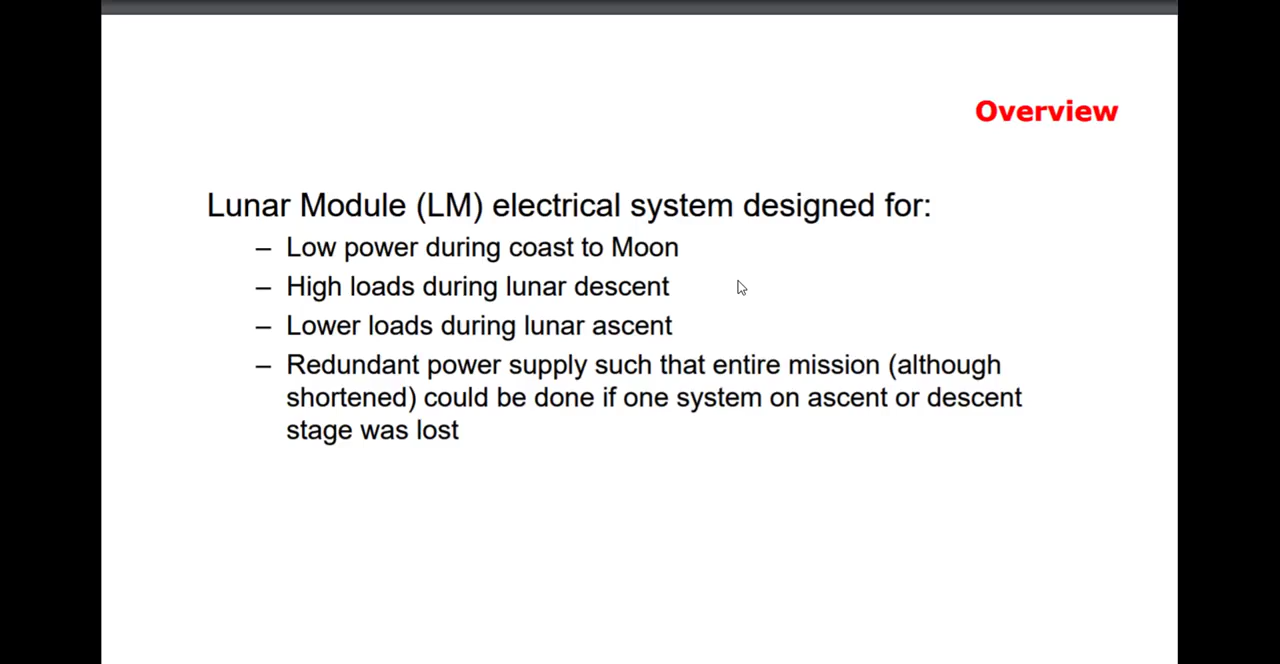 Overview
Lunar Module (LM) electrical system designed for:
– Low power during coast to Moon
– High loads during lunar descent
– Lower loads during lunar ascent
– Redundant power supply such that entire mission (although
shortened) could be done if one system on ascent or descent
stage was lost